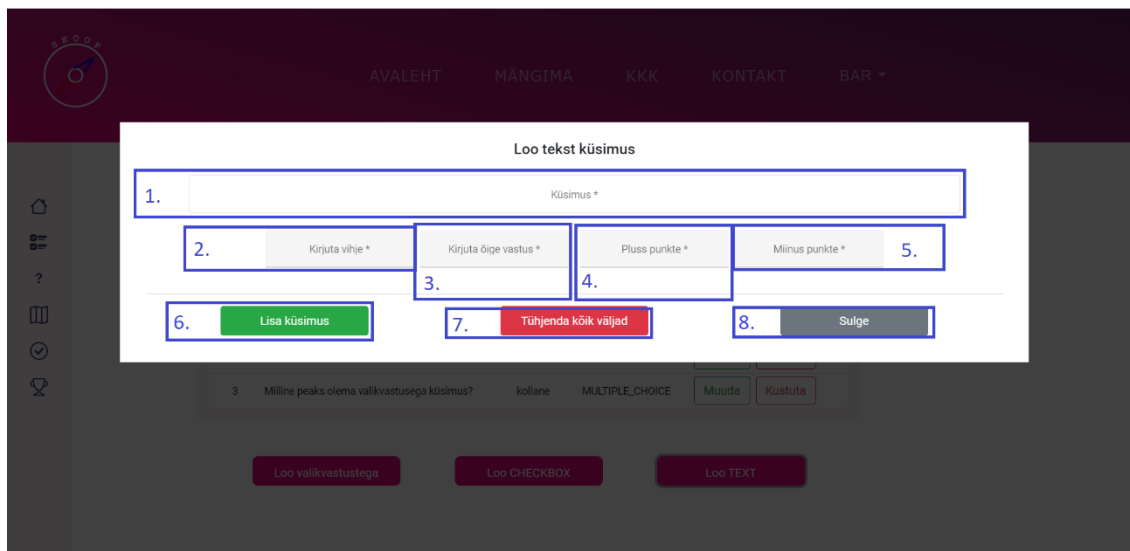 SKOOP
AVALEHT MÄNGIMA KKK KONTAKT BAR
Loo tekst küsimus
1. Küsimus *
2. Kirjuta vihje * Kirjuta õige vastus * Pluss punkte * Miinus punkte * 5.
3. 4.
6. Lisa küsimus 7. Tühjenda kõik väljad 8. Sulge
?
3 Milline peaks olema valikvastusega küsimus? kollane MULTIPLE_CHOICE Muuda Kustuta
Loo valikvastustega Loo CHECKBOX Loo TEXT